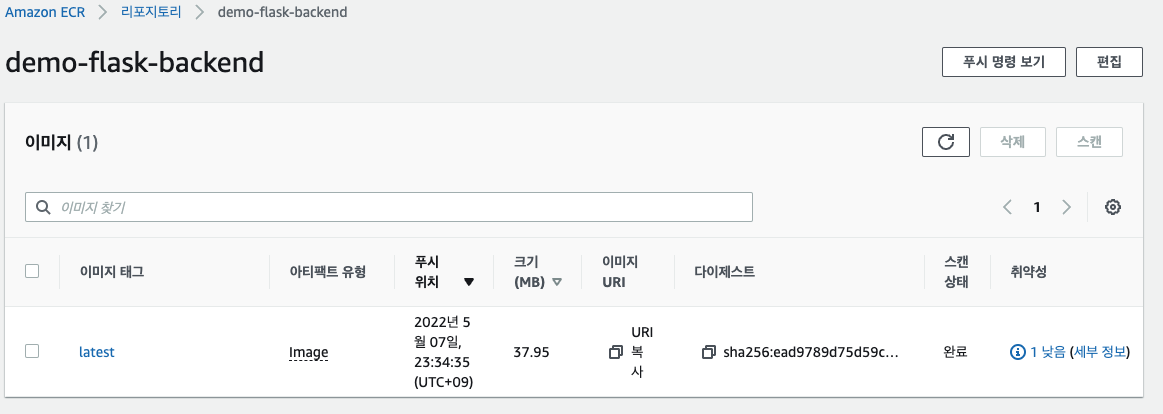 Amazon ECR > 리포지토리 > demo-flask-backend
demo-flask-backend
푸시 명령 보기
편집
이미지 (1)
삭제
스캔
이미지 찾기
1
이미지 태그
아티팩트 유형
푸시
위치
크기
(MB)
이미지
URI
다이제스트
스캔
상태
취약성
latest
Image
2022년 5
월 07일,
23:34:35
(UTC+09)
37.95
URI
복
사
sha256:ead9789d75d59c...
완료
1 낮음 (세부 정보)